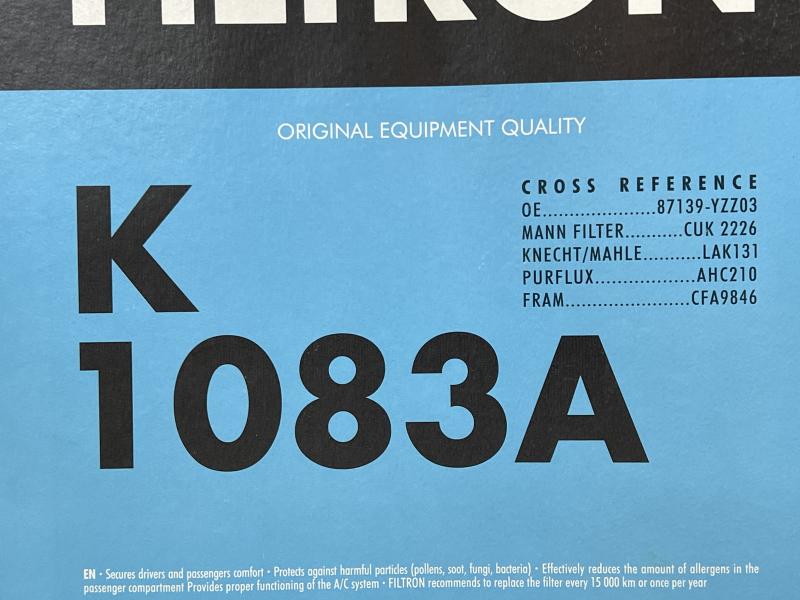 FILTRON
ORIGINAL EQUIPMENT QUALITY
K
1083A
CROSS REFERENCE
OE.....................87139-YZZ03
MANN FILTER...........CUK 2226
KNECHT/MAHLE...........LAK131
PURFLUX..................AHC210
FRAM.......................CFA9846
EN · Secures drivers and passengers comfort · Protects against harmful particles (pollens, soot, fungi, bacteria) · Effectively reduces the amount of allergens in the
passenger compartment Provides proper functioning of the A/C system · FILTRON recommends to replace the filter every 15 000 km or once per year